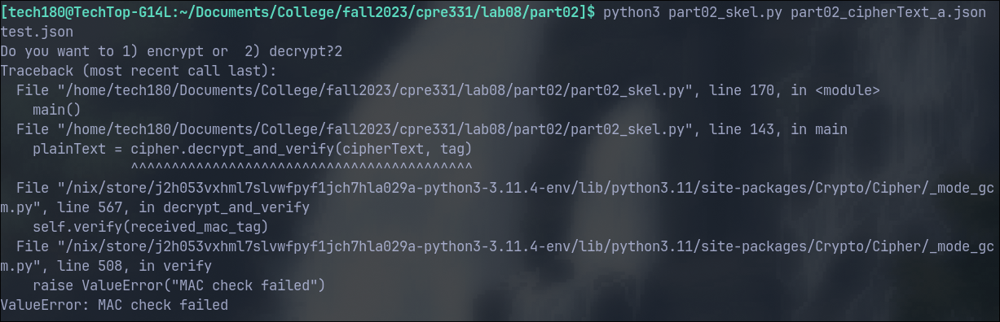 [tech180@TechTop-G14L:~/Documents/College/fall2023/cpre331/lab08/part02]$ python3 part02_skel.py part02_cipherText_a.json
test.json
Do you want to 1) encrypt or  2) decrypt?2
Traceback (most recent call last):
  File "/home/tech180/Documents/College/fall2023/cpre331/lab08/part02/part02_skel.py", line 170, in <module>
    main()
  File "/home/tech180/Documents/College/fall2023/cpre331/lab08/part02/part02_skel.py", line 143, in main
    plainText = cipher.decrypt_and_verify(cipherText, tag)
                ^^^^^^^^^^^^^^^^^^^^^^^^^^^^^^^^^^^^^^^^^^
  File "/nix/store/j2h053vxhml7slvwfpyf1jch7hla029a-python3-3.11.4-env/lib/python3.11/site-packages/Crypto/Cipher/_mode_gc
m.py", line 567, in decrypt_and_verify
    self.verify(received_mac_tag)
  File "/nix/store/j2h053vxhml7slvwfpyf1jch7hla029a-python3-3.11.4-env/lib/python3.11/site-packages/Crypto/Cipher/_mode_gc
m.py", line 508, in verify
    raise ValueError("MAC check failed")
ValueError: MAC check failed